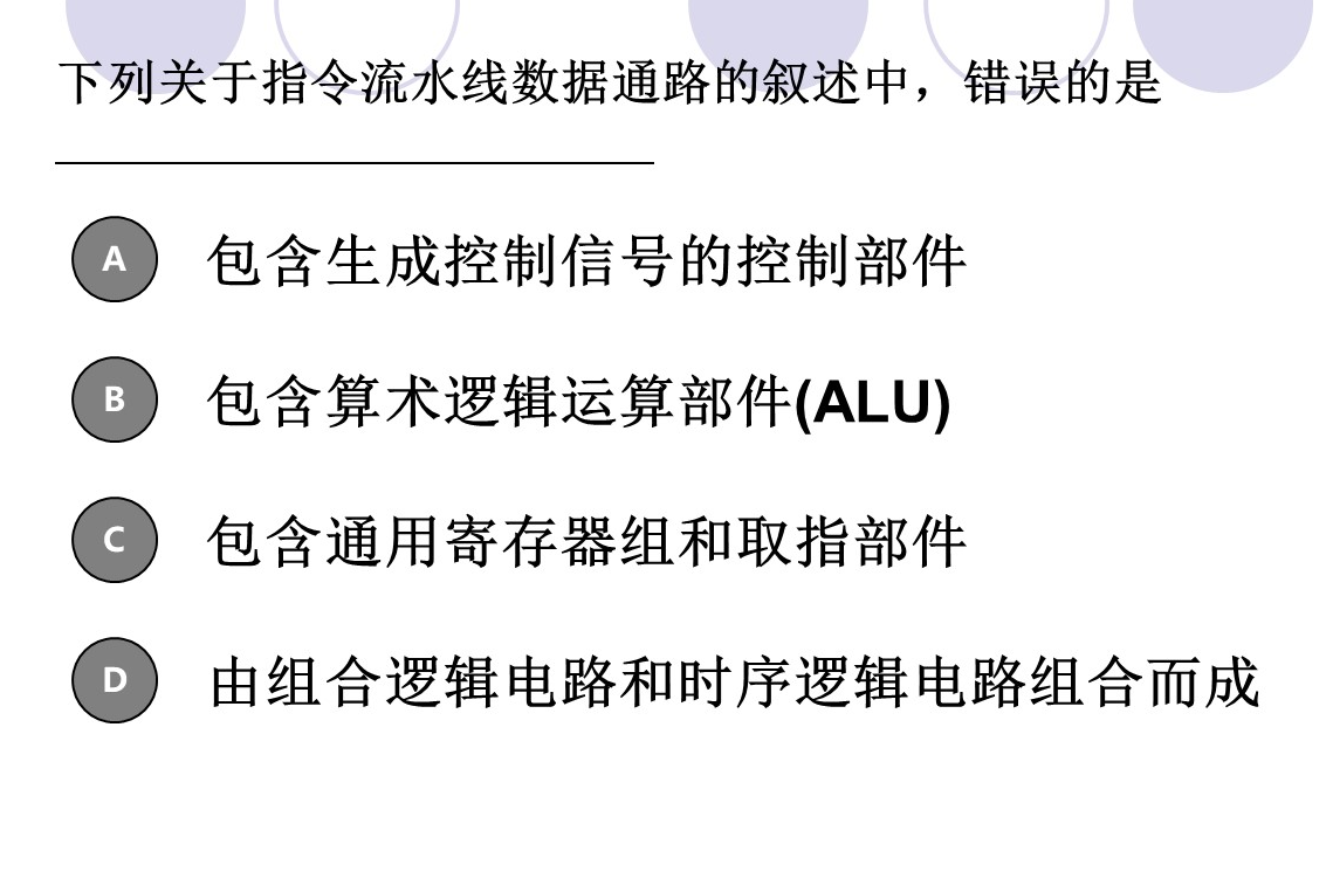 下列关于指令流水线数据通路的叙述中，错误的是
A 包含生成控制信号的控制部件
B 包含算术逻辑运算部件(ALU)
C 包含通用寄存器组和取指部件
D 由组合逻辑电路和时序逻辑电路组合而成